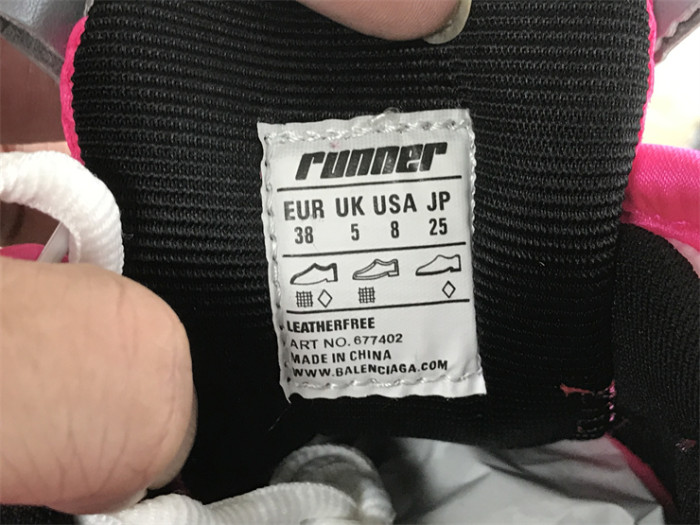 runner
EUR UK USA JP
38 5 8 25
LEATHERFREE
ART NO. 677402
MADE IN CHINA
WWW.BALENCIAGA.COM